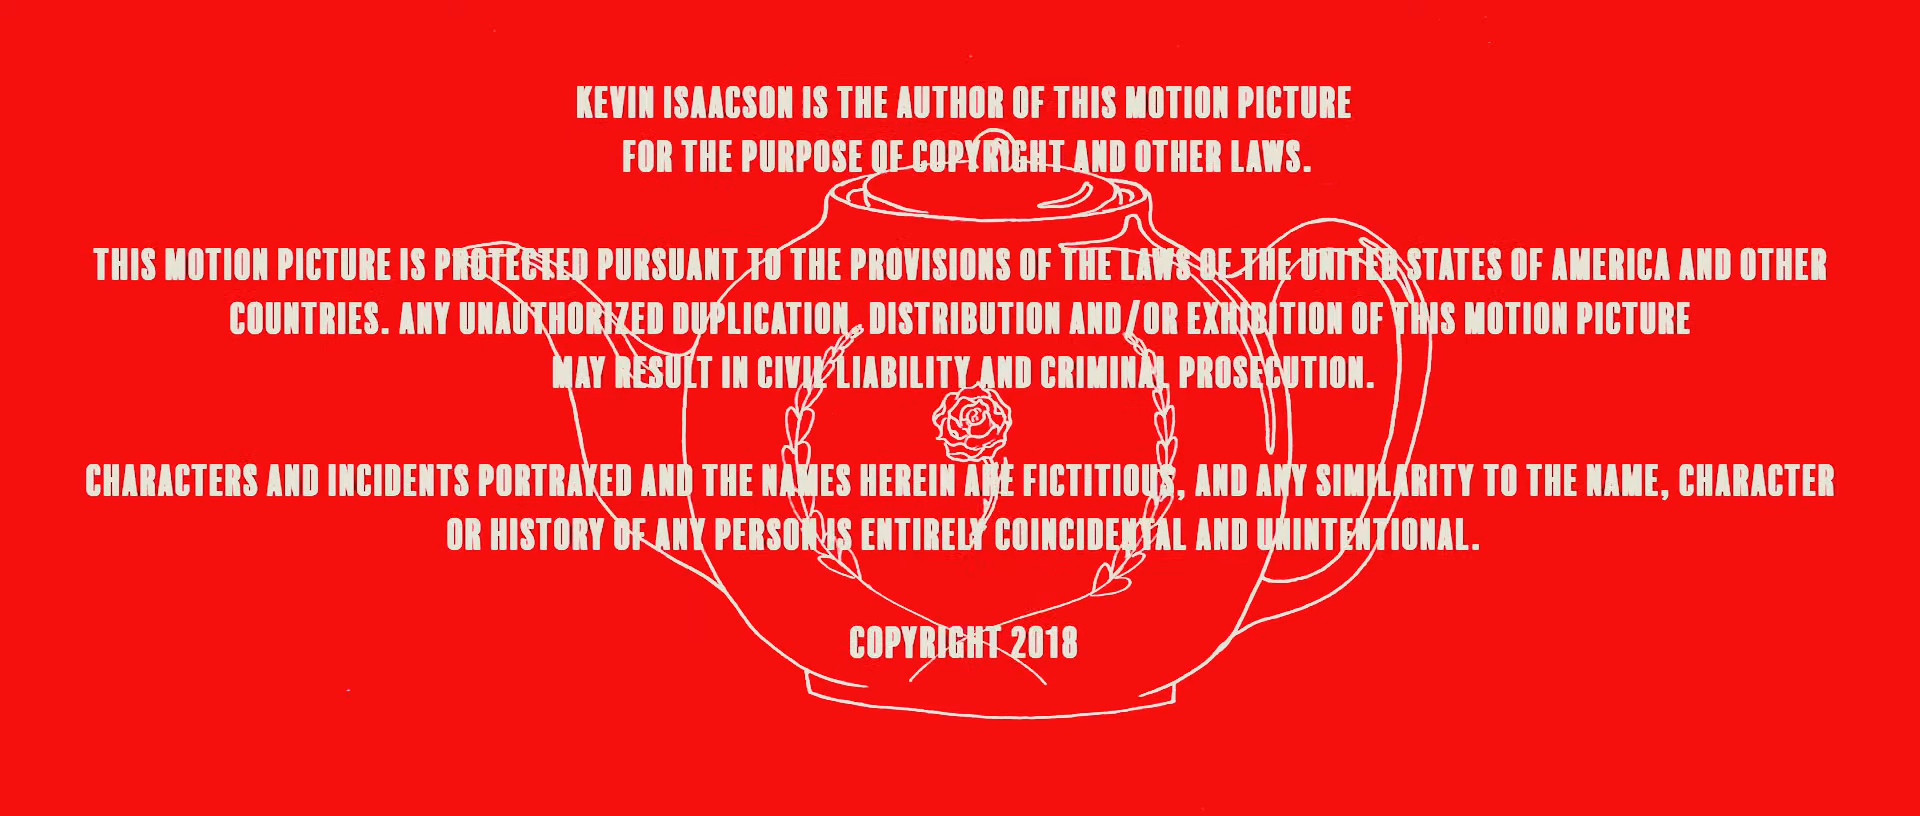 KEVIN ISAACSON IS THE AUTHOR OF THIS MOTION PICTURE
FOR THE PURPOSE OF COPYRIGHT AND OTHER LAWS.
THIS MOTION PICTURE IS PROTECTED PURSUANT TO THE PROVISIONS OF THE LAWS OF THE UNITED STATES OF AMERICA AND OTHER
COUNTRIES. ANY UNAUTHORIZED DUPLICATION, DISTRIBUTION AND/OR EXHIBITION OF THIS MOTION PICTURE
MAY RESULT IN CIVIL LIABILITY AND CRIMINAL PROSECUTION.
CHARACTERS AND INCIDENTS PORTRAYED AND THE NAMES HEREIN ARE FICTITIOUS, AND ANY SIMILARITY TO THE NAME, CHARACTER
OR HISTORY OF ANY PERSON IS ENTIRELY COINCIDENTAL AND UNINTENTIONAL.
COPYRIGHT 2018